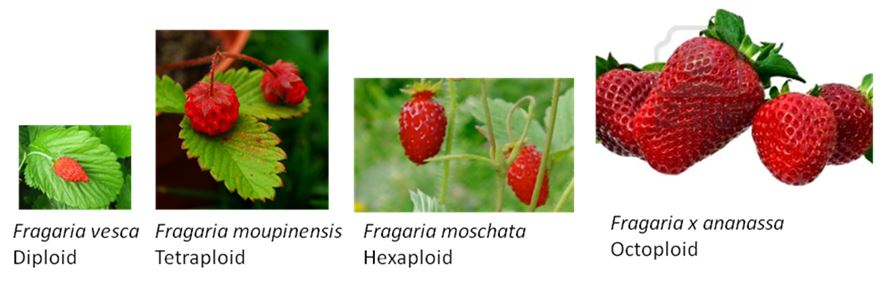 Fragaria vesca
Diploid
Fragaria moupinensis
Tetraploid
Fragaria moschata
Hexaploid
Fragaria x ananassa
Octoploid